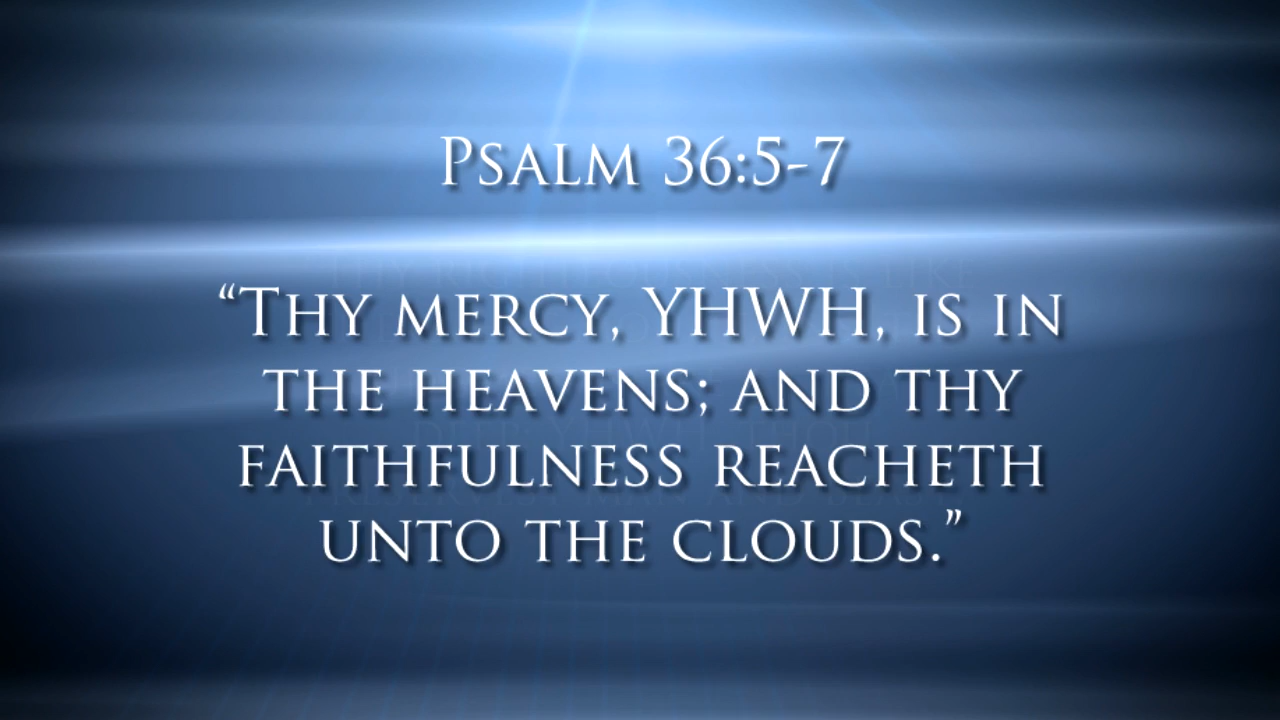 Psalm 36:5-7
“Thy mercy, YHWH, is in
the heavens; and thy
faithfulness reacheth
unto the clouds.”